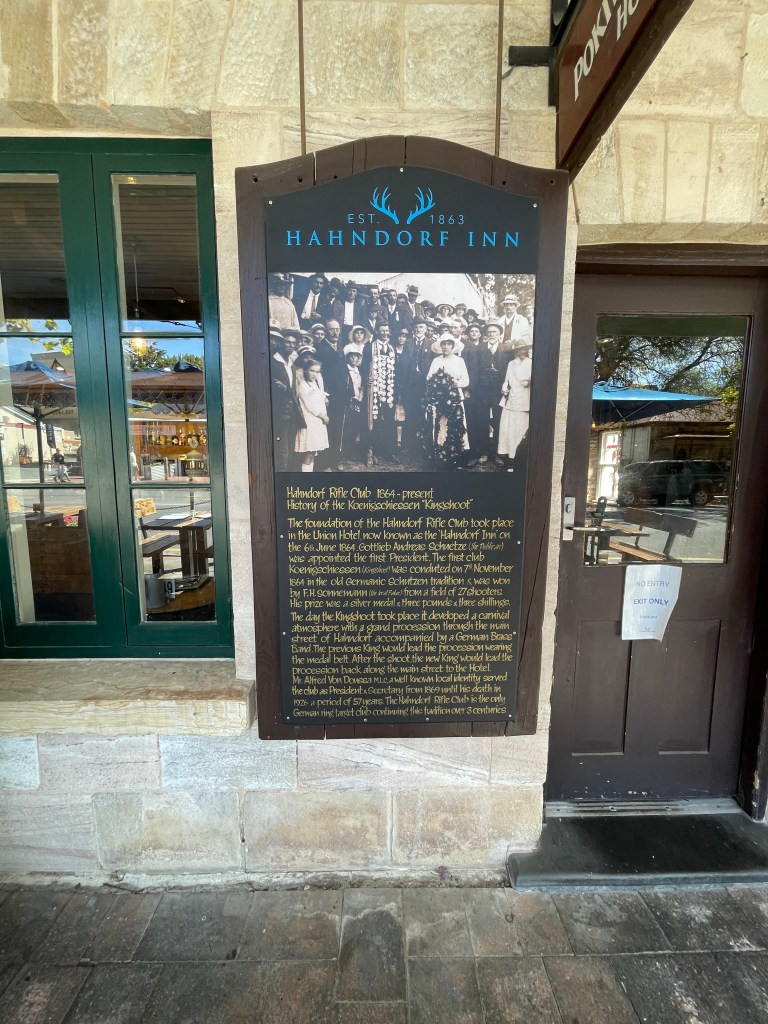 POKI
HO
EST. 1863
HAHNDORF INN
Hahndorf Rifle Club 1864-present
History of the Koenigschiessen "Kingshoot"
The foundation of the Hahndorf Rifle Club took place
in the Union Hotel, now known as the 'Hahndorf Inn' on
the 6th June 1864. Gottlieb Andreas Schuetze (the Publican)
was appointed the first President. The first club
Koenigschiessen (Kingshoot) was conducted on 7th November
1864 in the old Germanic Schutzen tradition & was won
by F.H. Sonnemann (the local Baker) from a field of 27 shooters.
His prize was a silver medal & three pounds & three shillings.
The day the Kingshoot took place it developed a carnival
atmosphere with a grand procession through the main
street of Hahndorf accompanied by a German Brass
Band. The previous King would lead the procession wearing
the medal belt. After the shoot, the new King would lead the
procession back along the main street to the Hotel.
Mr. Alfred Von Doussa M.L.C, a well known local identity served
the club as President & Secretary from 1869 until his death in
1926 a period of 57 years. The Hahndorf Rifle Club is the only
German ring target club continuing this tradition over 3 centuries
NO ENTRY
EXIT ONLY